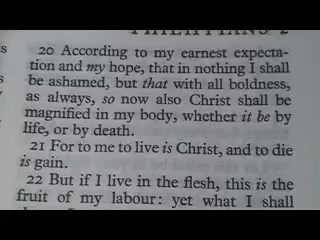 PHILIPPIANS 2
20 According to my earnest expecta-
tion and my hope, that in nothing I shall
be ashamed, but that with all boldness,
as always, so now also Christ shall be
magnified in my body, whether it be by
life, or by death.
21 For to me to live is Christ, and to die
is gain.
22 But if I live in the flesh, this is the
fruit of my labour: yet what I shall